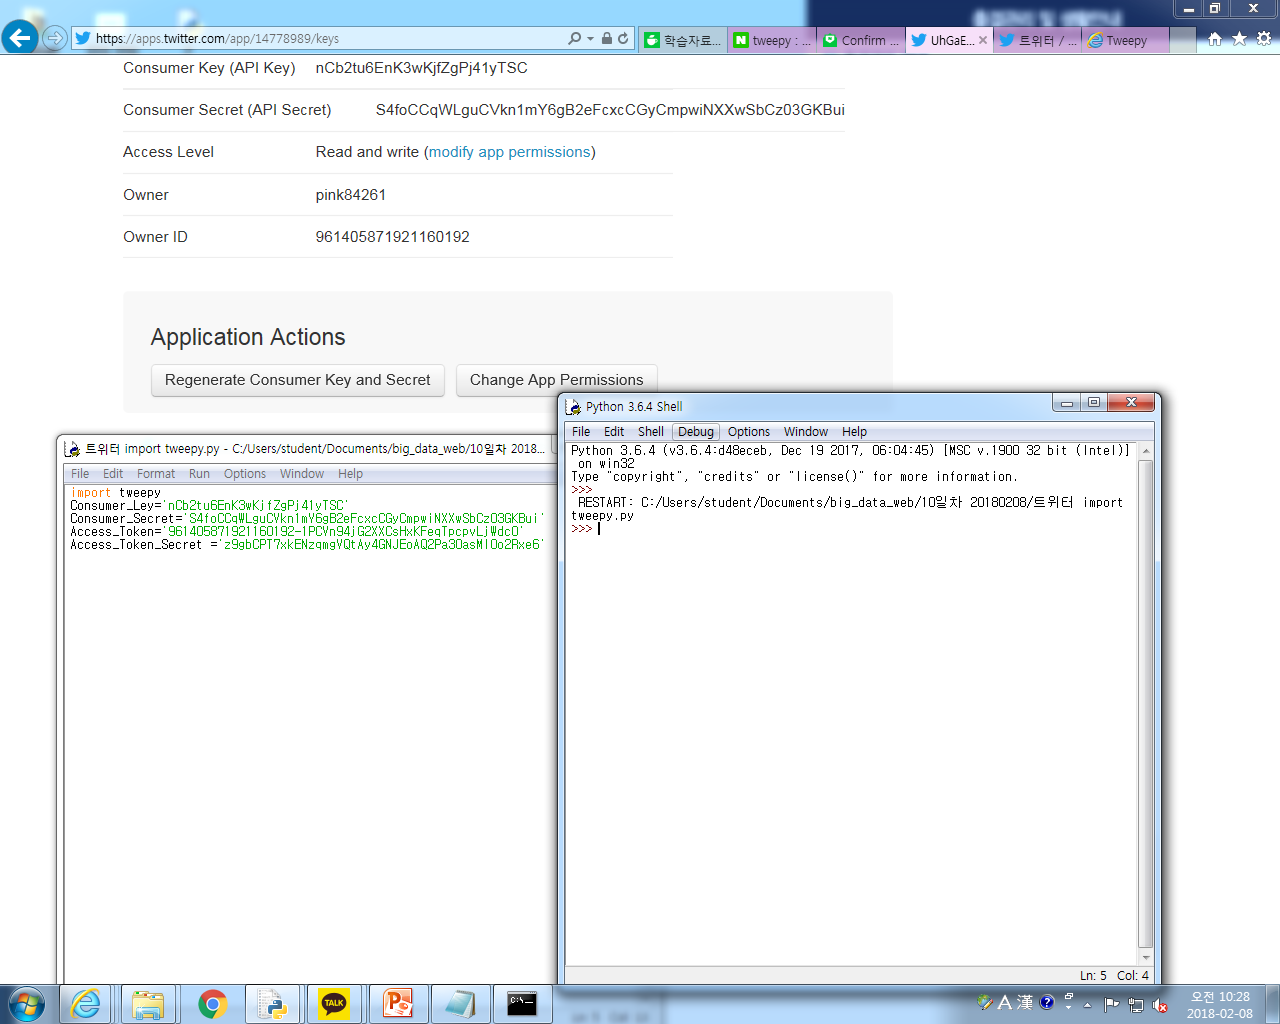 https://apps.twitter.com/app/14778989/keys
학습자료...
tweepy : ...
Confirm ...
UhGaE...
트위터 / ...
Tweepy
Consumer Key (API Key) nCb2tu6EnK3wKjfZgPj41yTSC
Consumer Secret (API Secret) S4foCCqWLguCVkn1mY6gB2eFcxcCGyCmpwiNXXwSbCz03GKBui
Access Level Read and write (modify app permissions)
Owner pink84261
Owner ID 961405871921160192
Application Actions
Regenerate Consumer Key and Secret Change App Permissions
트위터 import tweepy.py - C:/Users/student/Documents/big_data_web/10일차 2018...
File Edit Format Run Options Window Help
import tweepy
Consumer_Ley='nCb2tu6EnK3wKjfZgPj41yTSC'
Consumer_Secret='S4foCCqWLguCVkn1mY6gB2eFcxcCGyCmpwiNXXwSbCz03GKBui'
Access_Token='961405871921160192-1PCVn94jG2XXCsHxKFeqTpcpvLjWdc0'
Access_Token_Secret ='z9gbCPT7xkENzqmgVQtAy4GNJEoAQ2Pa30asMlOo2Rxe6'
Python 3.6.4 Shell
File Edit Shell Debug Options Window Help
Python 3.6.4 (v3.6.4:d48eceb, Dec 19 2017, 06:04:45) [MSC v.1900 32 bit (Intel)]
on win32
Type "copyright", "credits" or "license()" for more information.
>>>
RESTART: C:/Users/student/Documents/big_data_web/10일차 20180208/트위터 import
tweepy.py
>>>
Ln: 5 Col: 4
TALK
C:\_
A 漢
오전 10:28
2018-02-08